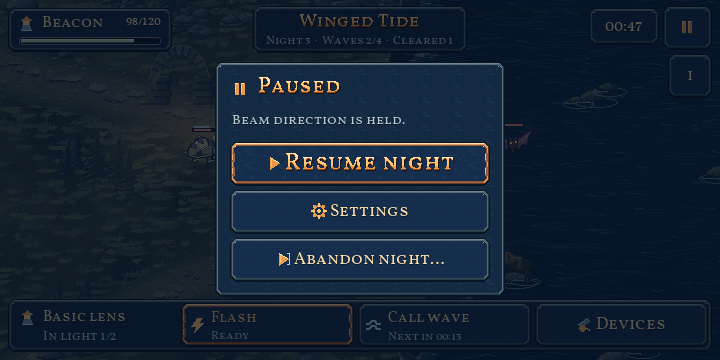 Beacon 98/120
Winged Tide
Night 3 · Waves 2/4 · Cleared 1
00:47
I
Paused
Beam direction is held.
Resume night
Settings
Abandon night...
Basic lens
In light 1/2
Flash
Ready
Call wave
Next in 00:13
Devices